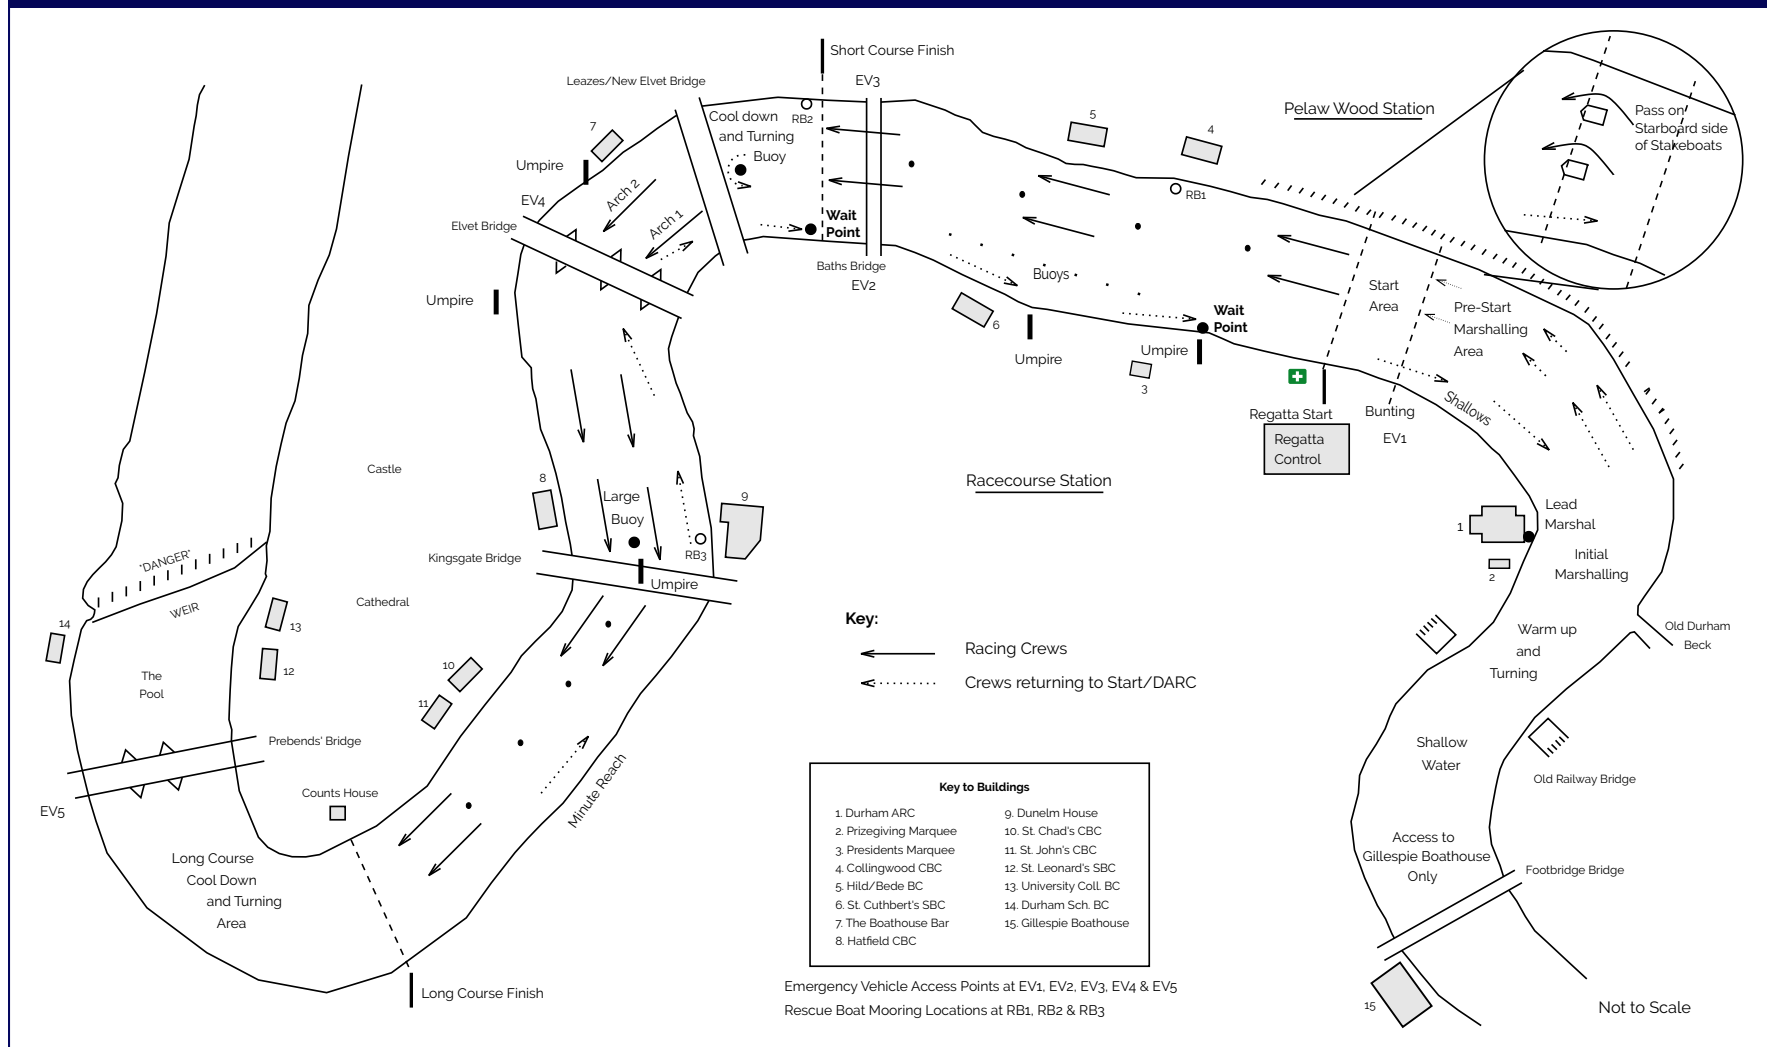 Short Course Finish
Leazes/New Elvet Bridge
EV3
Cool down
and Turning
Buoy
RB2
7
Umpire
EV4
Arch 2
Arch 1
Elvet Bridge
Wait
Point
Baths Bridge
EV2
Umpire
5
4
Pelaw Wood Station
RB1
Pass on
Starboard side
of Stakeboats
Buoys
6
Umpire
Wait
Point
Umpire
3
Start
Area
Pre-Start
Marshalling
Area
Shallows
Regatta Start
Bunting
EV1
Regatta
Control
Racecourse Station
Castle
8
Large
Buoy
9
RB3
Kingsgate Bridge
Umpire
Cathedral
"DANGER"
WEIR
14
13
12
The
Pool
10
11
Prebends' Bridge
EV5
Counts House
Minute Reach
Long Course
Cool Down
and Turning
Area
Long Course Finish
1
Lead
Marshal
2
Initial
Marshalling
Warm up
and
Turning
Old Durham
Beck
Shallow
Water
Old Railway Bridge
Access to
Gillespie Boathouse
Only
Footbridge Bridge
15
Not to Scale
Key:
Racing Crews
Crews returning to Start/DARC
Key to Buildings
1. Durham ARC
2. Prizegiving Marquee
3. Presidents Marquee
4. Collingwood CBC
5. Hild/Bede BC
6. St. Cuthbert's SBC
7. The Boathouse Bar
8. Hatfield CBC
9. Dunelm House
10. St. Chad's CBC
11. St. John's CBC
12. St. Leonard's SBC
13. University Coll. BC
14. Durham Sch. BC
15. Gillespie Boathouse
Emergency Vehicle Access Points at EV1, EV2, EV3, EV4 & EV5
Rescue Boat Mooring Locations at RB1, RB2 & RB3